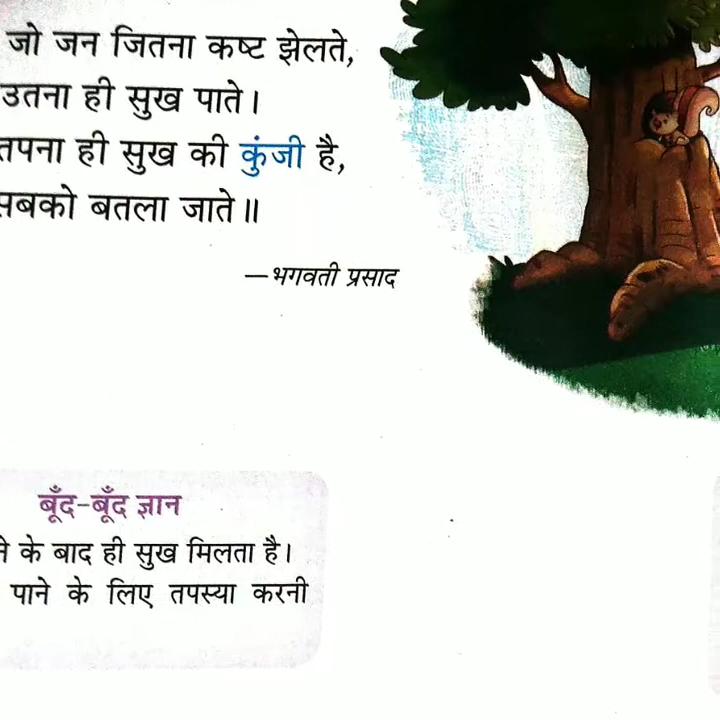 जो जन जितना कष्ट झेलते,
उतना ही सुख पाते।
तपना ही सुख की कुंजी है,
सबको बतला जाते॥
—भगवती प्रसाद
बूँद-बूँद ज्ञान
के बाद ही सुख मिलता है।
पाने के लिए तपस्या करनी